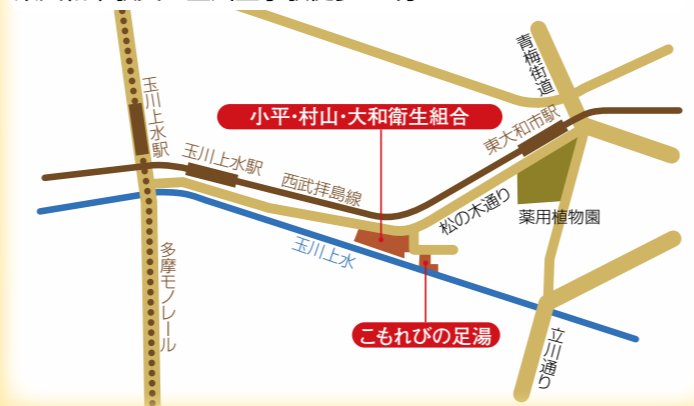 青梅街道
小平・村山・大和衛生組合
東大和市駅
玉川上水駅
玉川上水駅
西武拝島線
松の木通り
薬用植物園
玉川上水
多摩モノレール
こもれびの足湯
立川通り